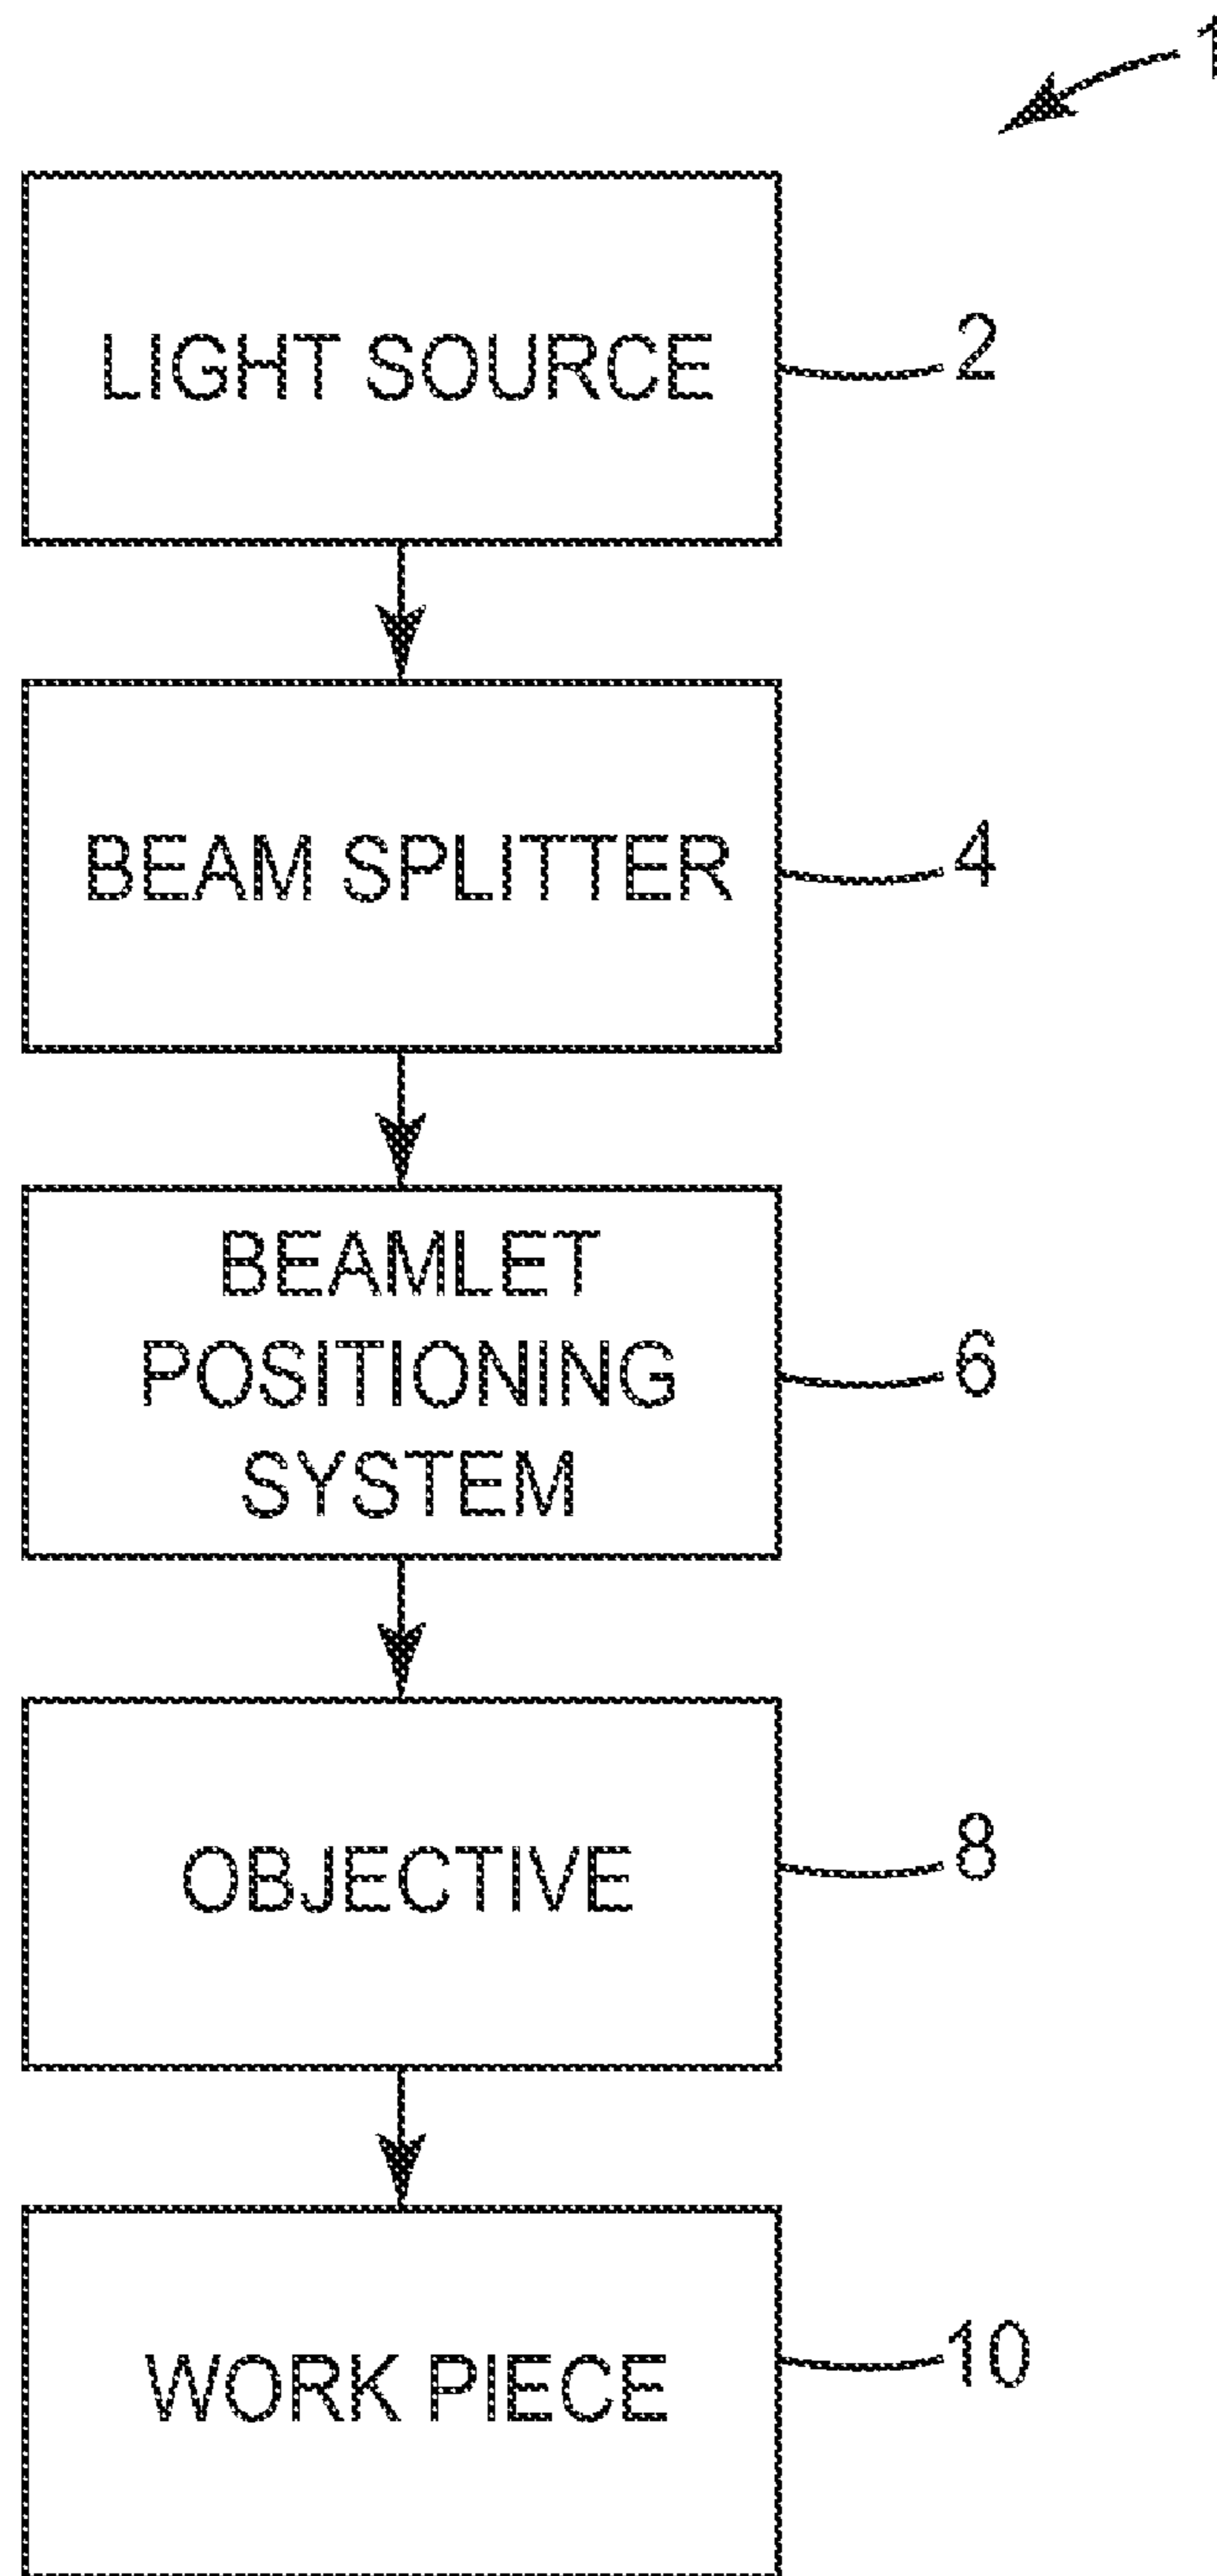 1
LIGHT SOURCE
2
BEAM SPLITTER
4
BEAMLET
POSITIONING
SYSTEM
6
OBJECTIVE
8
WORK PIECE
10